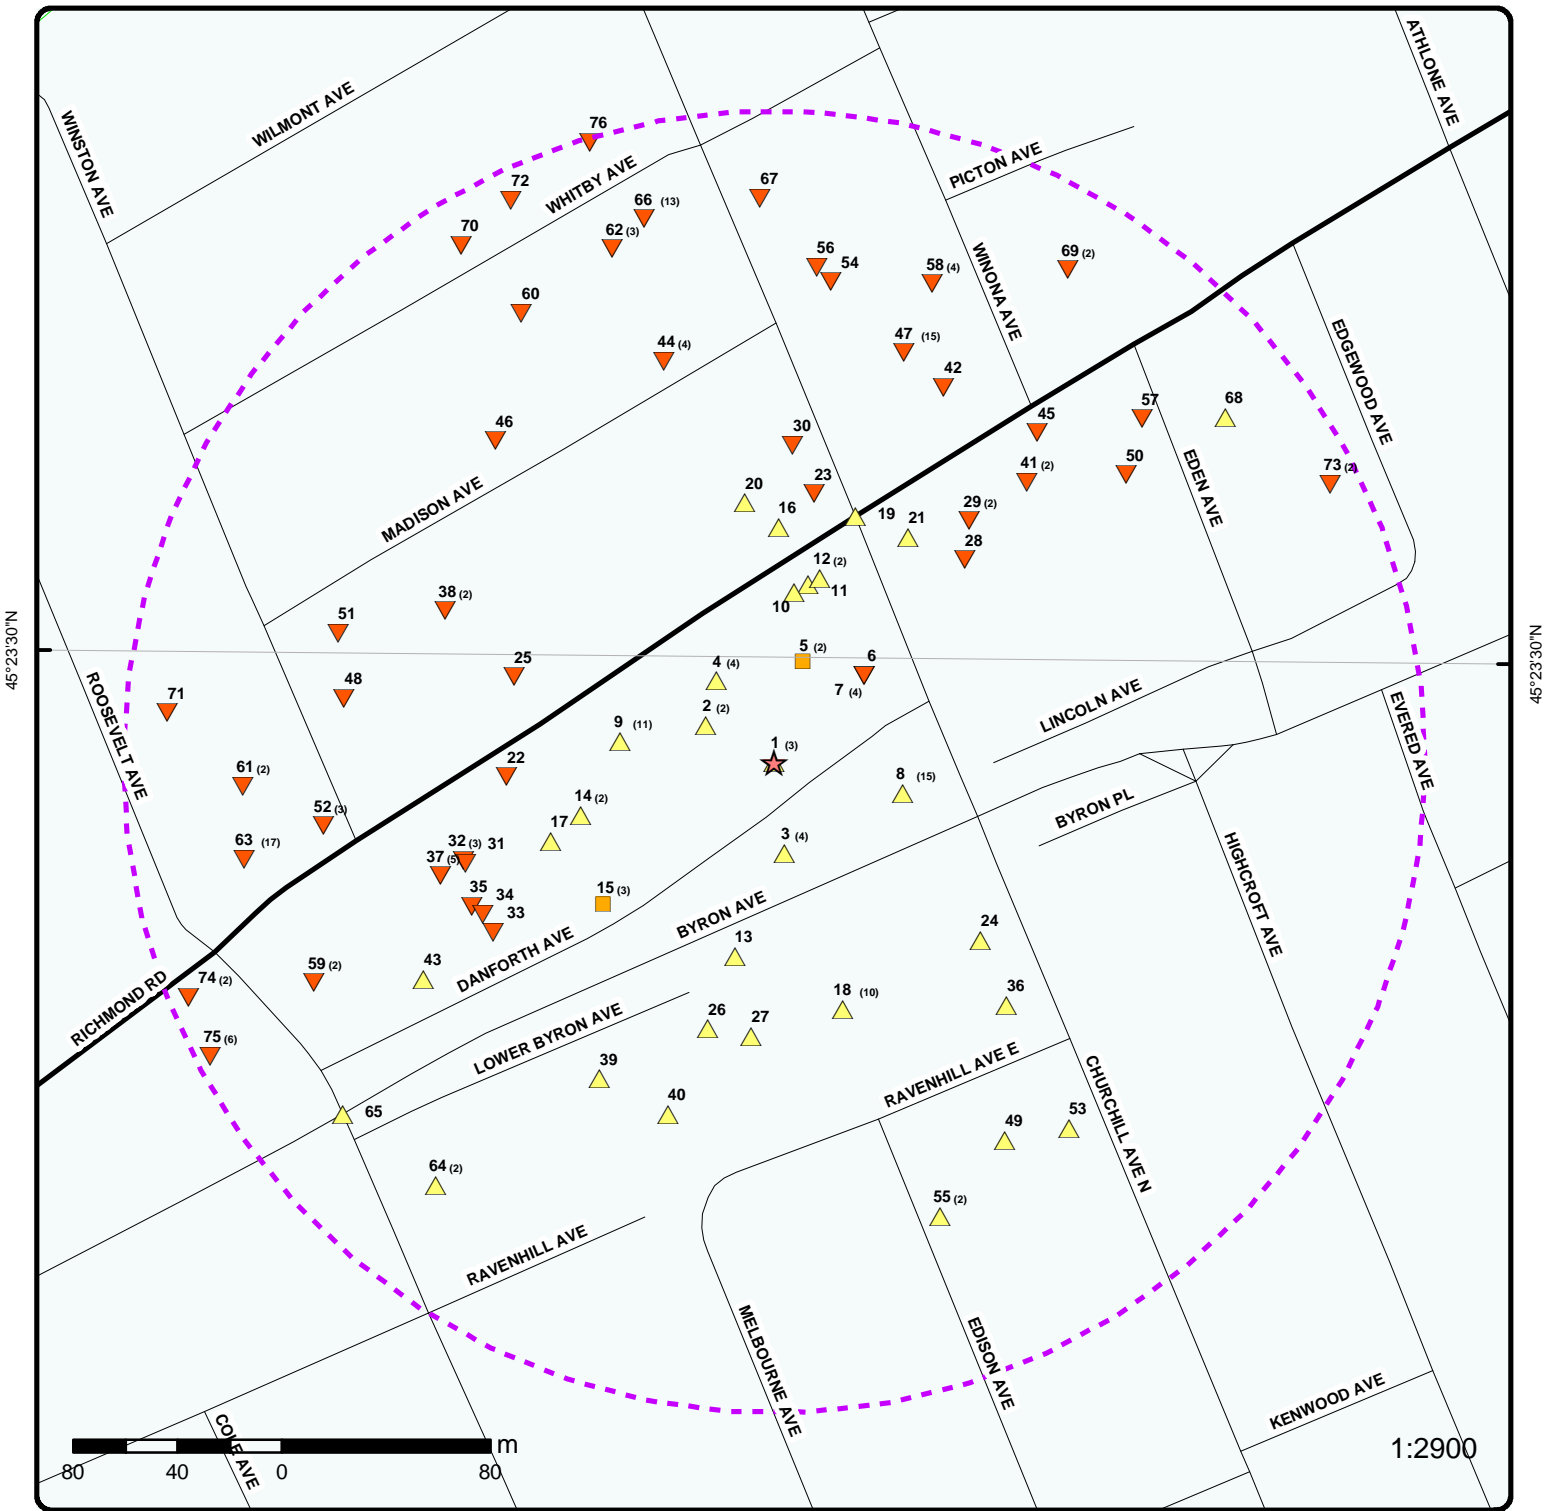 ATHLONE AVE
WILMONT AVE
WINSTON AVE
76
PICTON AVE
WHITBY AVE
72
67
66 (13)
70
62 (3)
56
54
58 (4)
69 (2)
WINONA AVE
60
44 (4)
47 (15)
42
EDGEWOOD AVE
46
30
45
57
68
MADISON AVE
20
23
41 (2)
50
73 (2)
EDEN AVE
16
19
21
29 (2)
28
12 (2)
11
10
38 (2)
51
45°23'30"N
45°23'30"N
5 (2)
6
7 (4)
4 (4)
25
48
71
ROOSEVELT AVE
2 (2)
9 (11)
LINCOLN AVE
EVERED AVE
1 (3)
22
61 (2)
8 (15)
BYRON PL
14 (2)
52 (3)
17
3 (4)
63 (17)
32 (3)
31
37 (5)
HIGHCROFT AVE
35
34
33
15 (3)
BYRON AVE
DANFORTH AVE
13
24
43
59 (2)
74 (2)
RICHMOND RD
18 (10)
36
26
27
75 (6)
LOWER BYRON AVE
39
RAVENHILL AVE E
40
65
CHURCHILL AVE N
49
53
64 (2)
55 (2)
RAVENHILL AVE
MELBOURNE AVE
EDISON AVE
KENWOOD AVE
COLE AVE
m
1:2900
80
40
0
80